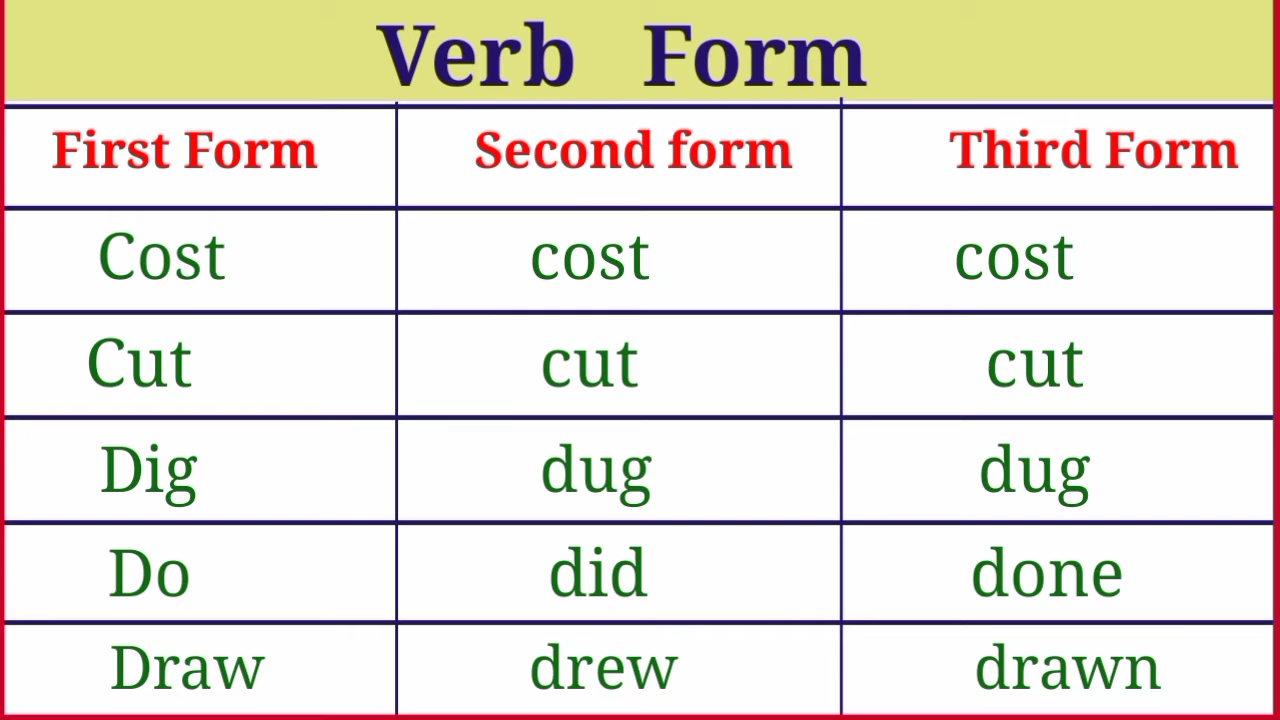 Verb Form
First Form Second form Third Form
Cost cost cost
Cut cut cut
Dig dug dug
Do did done
Draw drew drawn